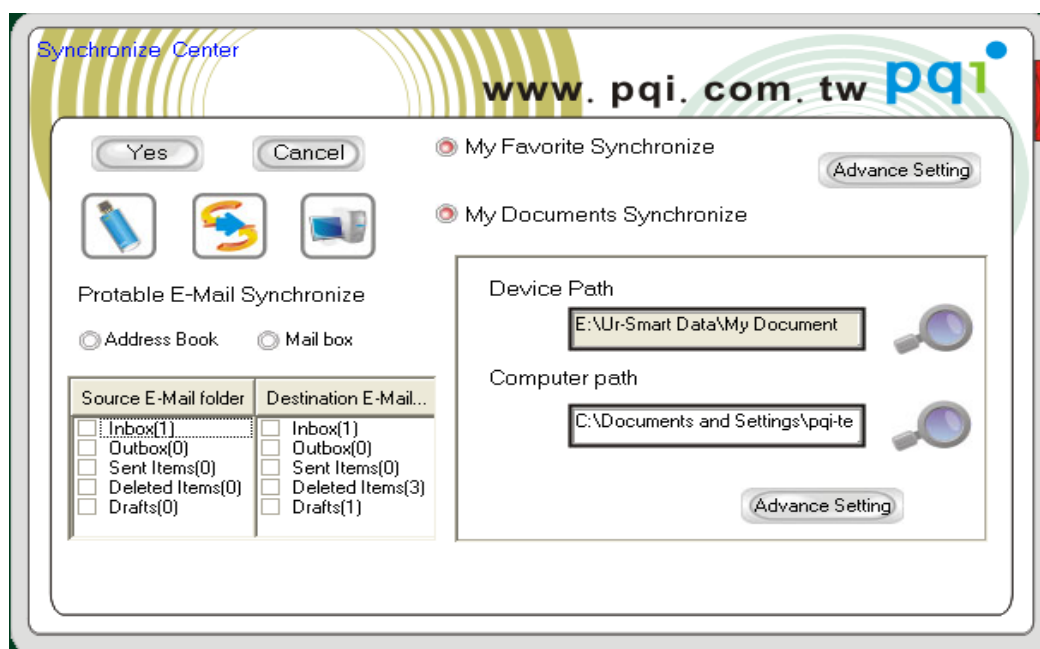 Synchronize Center
www. pqi. com. tw pqi
Yes
Cancel
My Favorite Synchronize
Advance Setting
My Documents Synchronize
Protable E-Mail Synchronize
Address Book
Mail box
Source E-Mail folder
Destination E-Mail...
Inbox(1)
Inbox(1)
Outbox(0)
Outbox(0)
Sent Items(0)
Sent Items(0)
Deleted Items(0)
Deleted Items(3)
Drafts(0)
Drafts(1)
Device Path
E:\Ur-Smart Data\My Document
Computer path
C:\Documents and Settings\pqi-te
Advance Setting